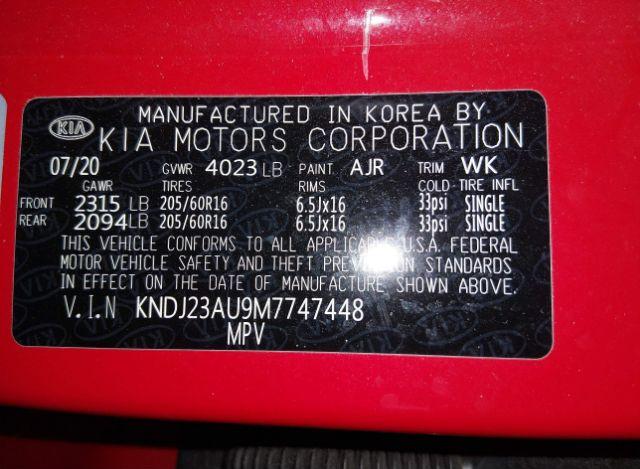 MANUFACTURED IN KOREA BY:
KIA KIA MOTORS CORPORATION
07/20 GVWR 4023 LB PAINT AJR TRIM WK
GAWR TIRES RIMS COLD TIRE INFL
FRONT 2315 LB 205/60R16 6.5Jx16 33psi SINGLE
REAR 2094 LB 205/60R16 6.5Jx16 33psi SINGLE
THIS VEHICLE CONFORMS TO ALL APPLICABLE U.S.A. FEDERAL
MOTOR VEHICLE SAFETY AND THEFT PREVENTION STANDARDS
IN EFFECT ON THE DATE OF MANUFACTURE SHOWN ABOVE.
V.I.N KNDJ23AU9M7747448
MPV